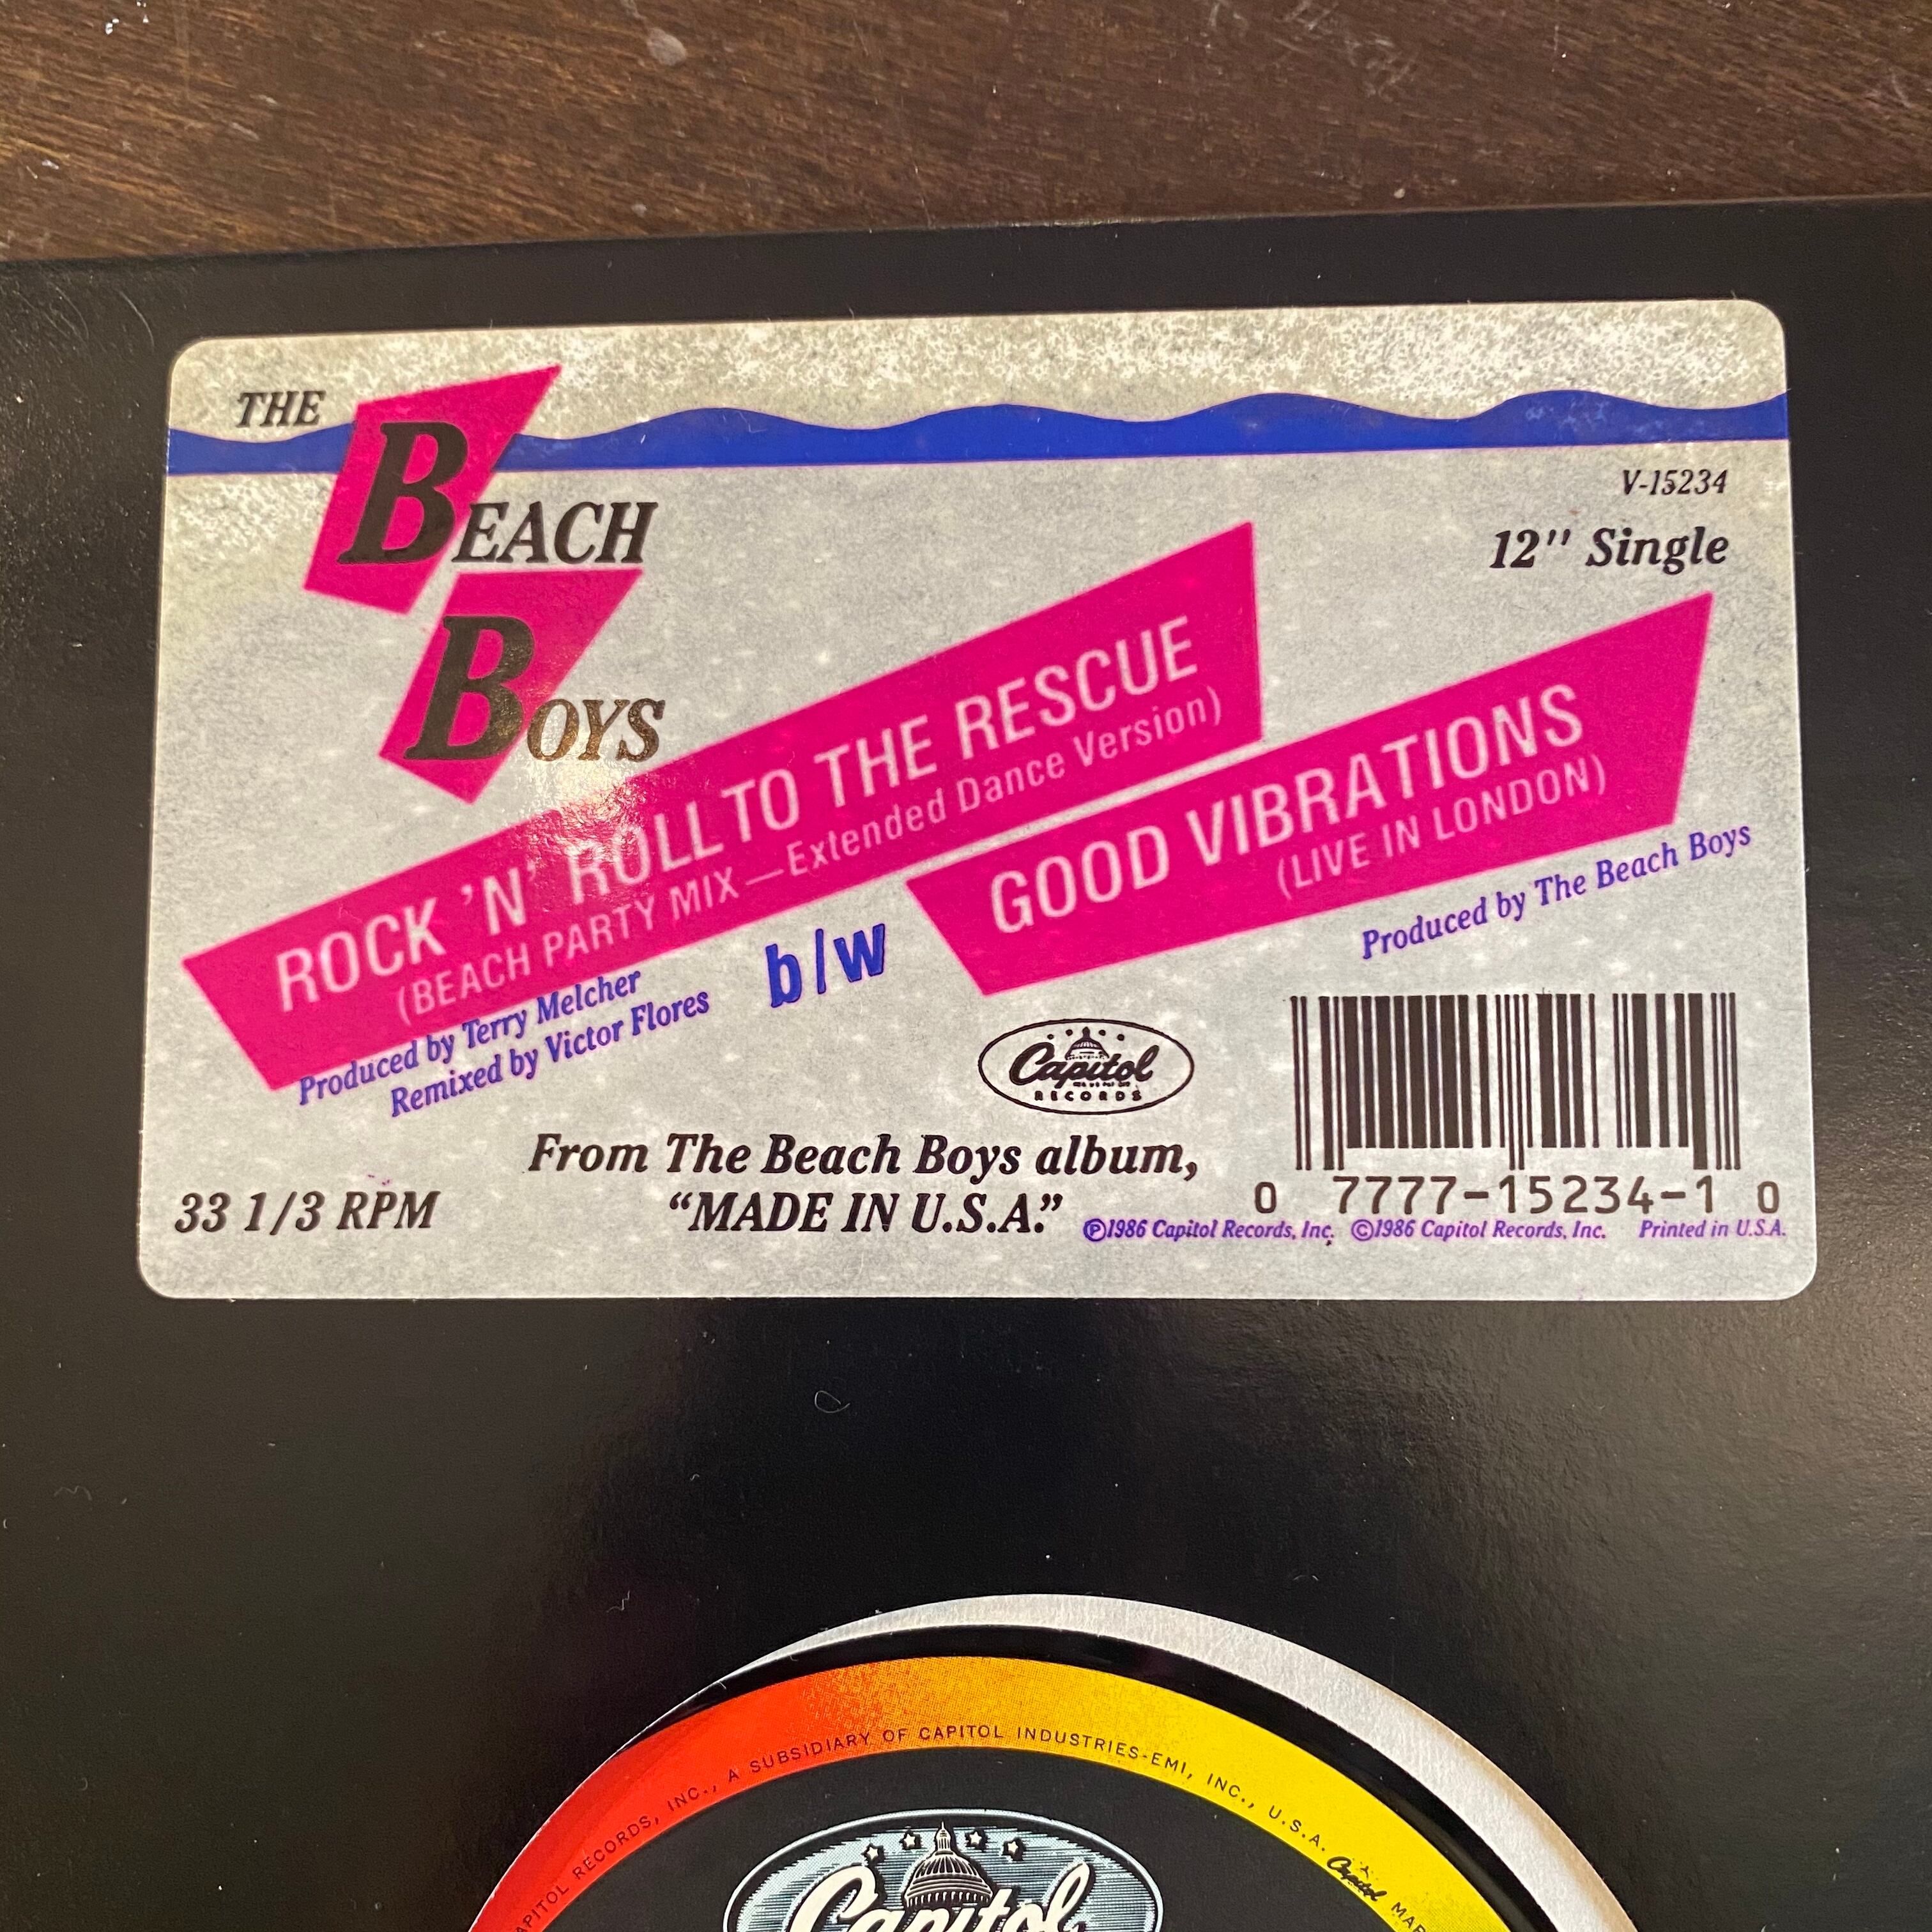 THE
BEACH
BOYS
V-15234
12" Single
ROCK 'N' ROLL TO THE RESCUE
(BEACH PARTY MIX—Extended Dance Version)
Produced by Terry Melcher
Remixed by Victor Flores
b/w
GOOD VIBRATIONS
(LIVE IN LONDON)
Produced by The Beach Boys
Capitol
RECORDS
From The Beach Boys album,
“MADE IN U.S.A.”
33 1/3 RPM
0 7777-15234-1 0
Ⓟ1986 Capitol Records, Inc. ©1986 Capitol Records, Inc. Printed in U.S.A.
CAPITOL RECORDS, INC., A SUBSIDIARY OF CAPITOL INDUSTRIES-EMI, INC., U.S.A. Capitol
Capitol